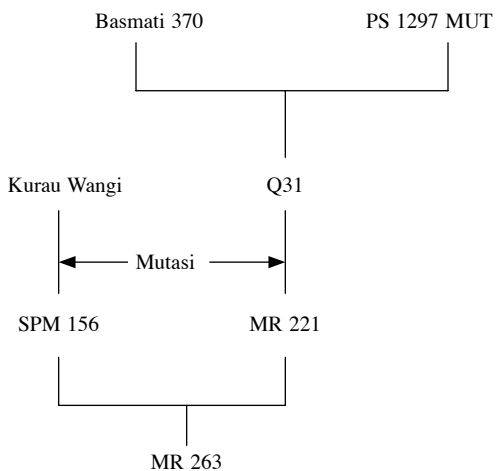 Basmati 370 PS 1297 MUT
Kurau Wangi Q31
Mutasi
SPM 156 MR 221
MR 263